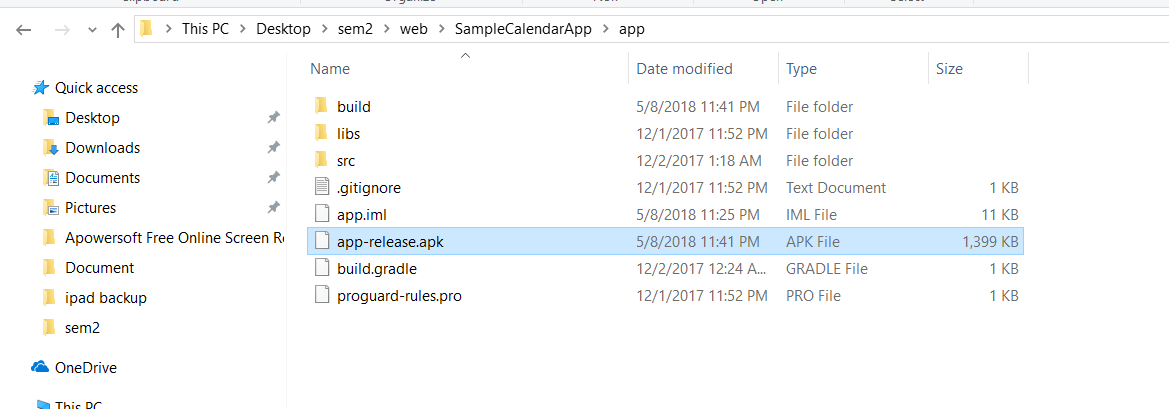 This PC > Desktop > sem2 > web > SampleCalendarApp > app
Name Date modified Type Size
Quick access
Desktop
Downloads
Documents
Pictures
Apowersoft Free Online Screen Re
Document
ipad backup
sem2
OneDrive
This PC
build 5/8/2018 11:41 PM File folder
libs 12/1/2017 11:52 PM File folder
src 12/2/2017 1:18 AM File folder
.gitignore 12/1/2017 11:52 PM Text Document 1 KB
app.iml 5/8/2018 11:25 PM IML File 11 KB
app-release.apk 5/8/2018 11:41 PM APK File 1,399 KB
build.gradle 12/2/2017 12:24 A... GRADLE File 1 KB
proguard-rules.pro 12/1/2017 11:52 PM PRO File 1 KB